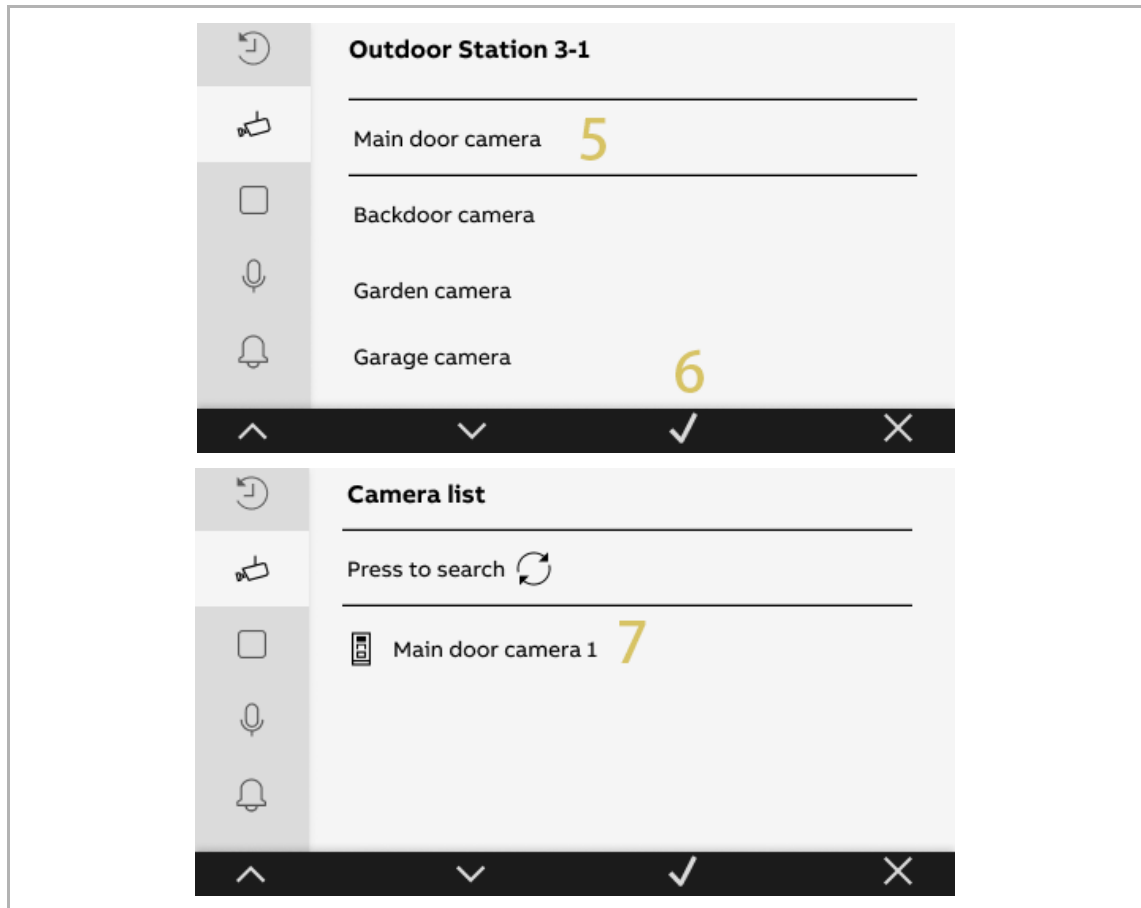 Outdoor Station 3-1
Main door camera 5
Backdoor camera
Garden camera
Garage camera
6
Camera list
Press to search
Main door camera 1 7